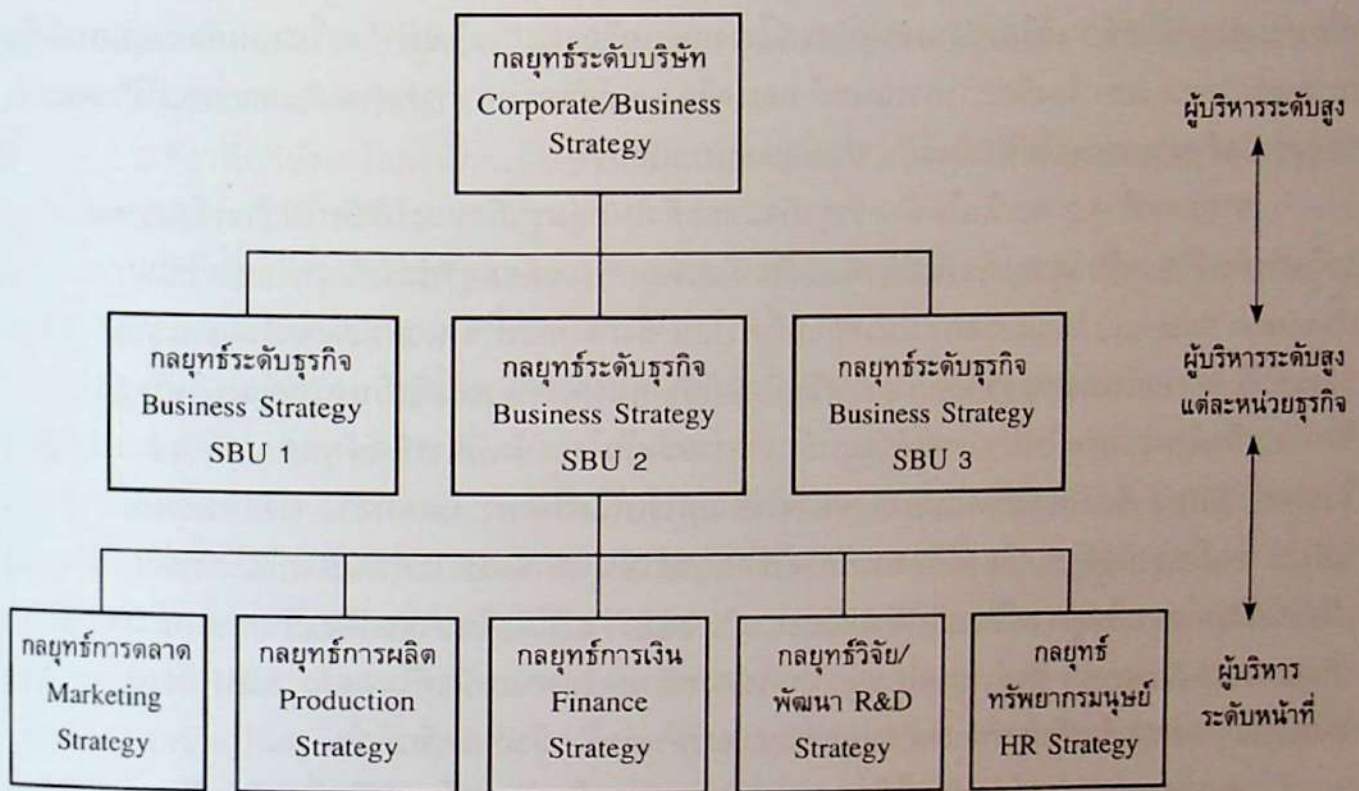 กลยุทธ์ระดับบริษัท
Corporate/Business
Strategy
ผู้บริหารระดับสูง
กลยุทธ์ระดับธุรกิจ
Business Strategy
SBU 1
กลยุทธ์ระดับธุรกิจ
Business Strategy
SBU 2
กลยุทธ์ระดับธุรกิจ
Business Strategy
SBU 3
ผู้บริหารระดับสูง
แต่ละหน่วยธุรกิจ
กลยุทธ์การตลาด
Marketing
Strategy
กลยุทธ์การผลิต
Production
Strategy
กลยุทธ์การเงิน
Finance
Strategy
กลยุทธ์วิจัย/
พัฒนา R&D
Strategy
กลยุทธ์
ทรัพยากรมนุษย์
HR Strategy
ผู้บริหาร
ระดับหน้าที่